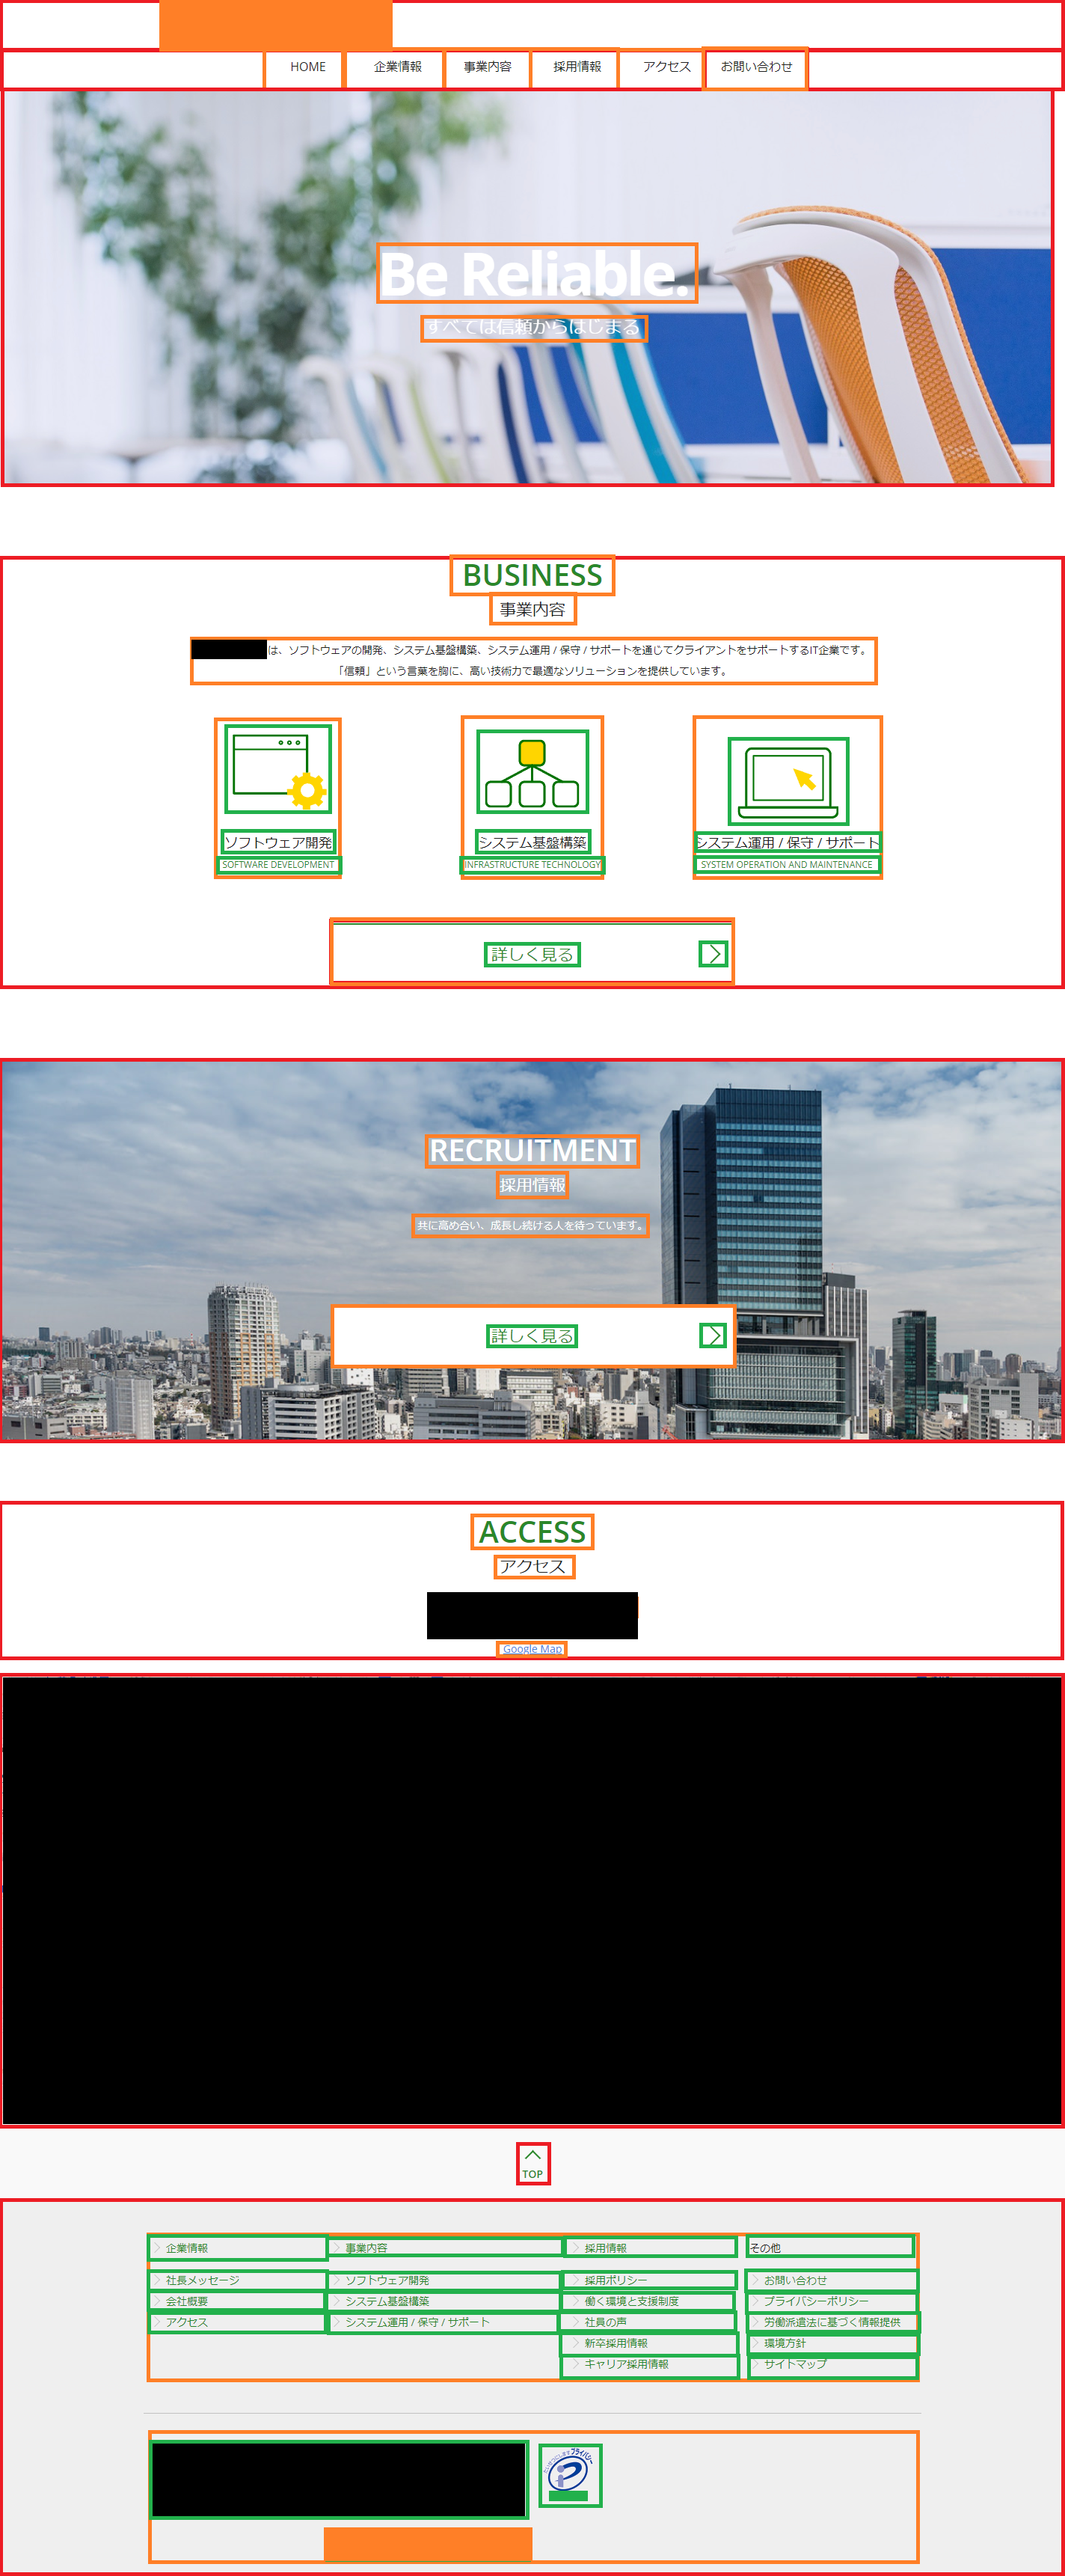 HOME 企業情報 事業内容 採用情報 アクセス お問い合わせ
Be Reliable.
すべては信頼からはじまる
BUSINESS
事業内容
は、ソフトウェアの開発、システム基盤構築、システム運用 / 保守 / サポートを通じてクライアントをサポートするIT企業です。
「信頼」という言葉を胸に、高い技術力で最適なソリューションを提供しています。
ソフトウェア開発 システム基盤構築 システム運用 / 保守 / サポート
SOFTWARE DEVELOPMENT INFRASTRUCTURE TECHNOLOGY SYSTEM OPERATION AND MAINTENANCE
詳しく見る
RECRUITMENT
採用情報
共に高め合い、成長し続ける人を待っています。
詳しく見る
ACCESS
アクセス
Google Map
TOP
企業情報 事業内容 採用情報 その他
社長メッセージ ソフトウェア開発 採用ポリシー お問い合わせ
会社概要 システム基盤構築 働く環境と支援制度 プライバシーポリシー
アクセス システム運用 / 保守 / サポート 社員の声 労働派遣法に基づく情報提供
新卒採用情報 環境方針
キャリア採用情報 サイトマップ
たいせつにしますプライバシー